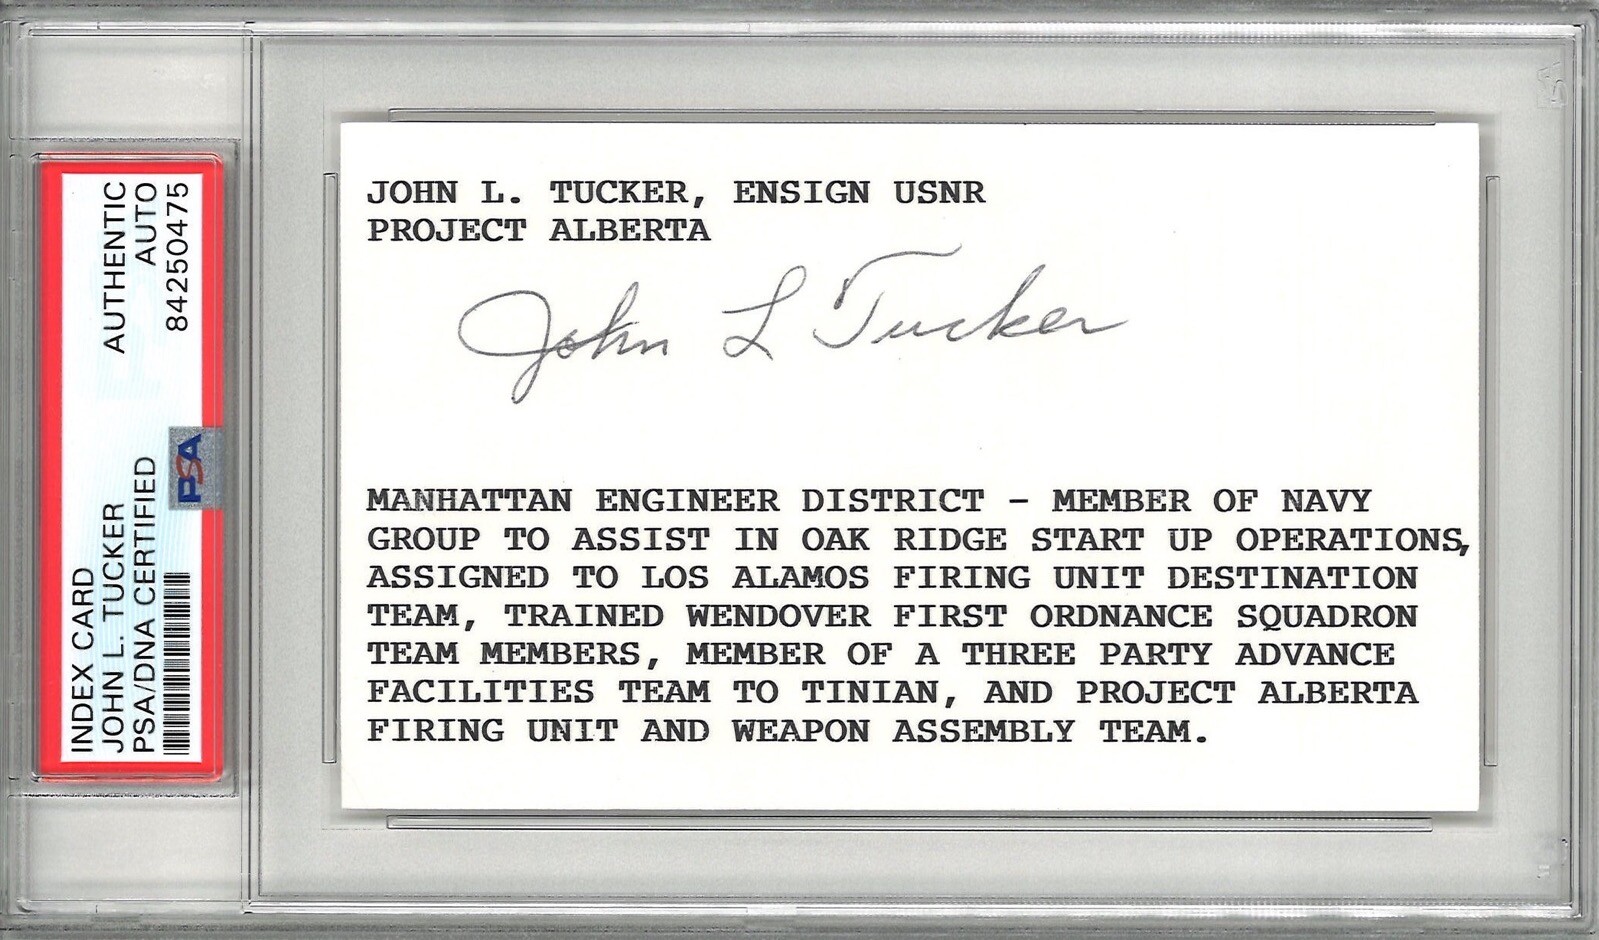 JOHN L. TUCKER, ENSIGN USNR
PROJECT ALBERTA
John L Tucker
MANHATTAN ENGINEER DISTRICT – MEMBER OF NAVY
GROUP TO ASSIST IN OAK RIDGE START UP OPERATIONS,
ASSIGNED TO LOS ALAMOS FIRING UNIT DESTINATION
TEAM, TRAINED WENDOVER FIRST ORDNANCE SQUADRON
TEAM MEMBERS, MEMBER OF A THREE PARTY ADVANCE
FACILITIES TEAM TO TINIAN, AND PROJECT ALBERTA
FIRING UNIT AND WEAPON ASSEMBLY TEAM.
INDEX CARD
JOHN L. TUCKER
PSA/DNA CERTIFIED
AUTHENTIC
AUTO
84250475
PSA